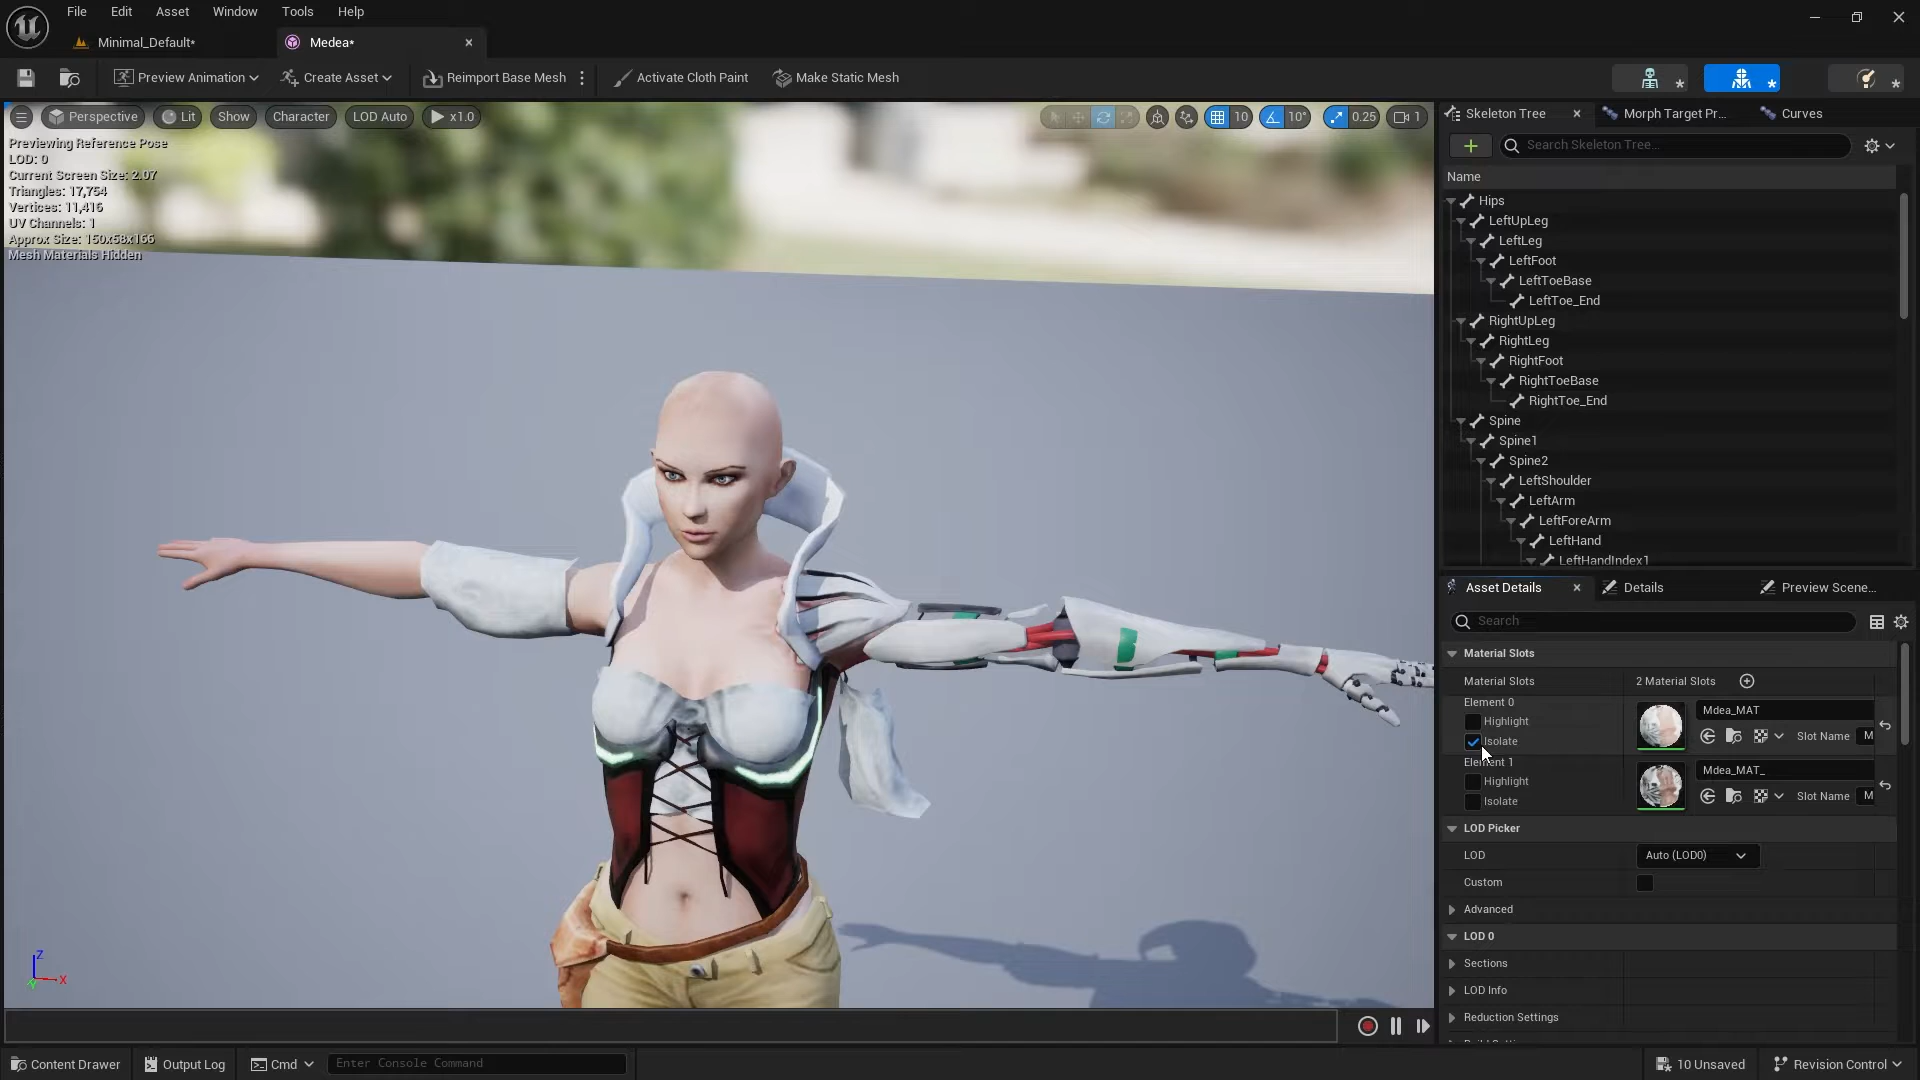 File Edit Asset Window Tools Help
Minimal_Default* Medea*
Preview Animation Create Asset Reimport Base Mesh Activate Cloth Paint Make Static Mesh
Perspective Lit Show Character LOD Auto x1.0 10 10° 0.25 1
Previewing Reference Pose
LOD: 0
Current Screen Size: 2.07
Triangles: 17,754
Vertices: 11,416
UV Channels: 1
Approx Size: 150x58x166
Mesh Materials Hidden
Z
X
Y
Skeleton Tree Morph Target Pr... Curves
Search Skeleton Tree...
Name
Hips
LeftUpLeg
LeftLeg
LeftFoot
LeftToeBase
LeftToe_End
RightUpLeg
RightLeg
RightFoot
RightToeBase
RightToe_End
Spine
Spine1
Spine2
LeftShoulder
LeftArm
LeftForeArm
LeftHand
LeftHandIndex1
Asset Details Details Preview Scene...
Search
Material Slots
Material Slots 2 Material Slots
Element 0
Highlight
Isolate
Mdea_MAT
Slot Name M
Element 1
Highlight
Isolate
Mdea_MAT_
Slot Name M
LOD Picker
LOD Auto (LOD0)
Custom
Advanced
LOD 0
Sections
LOD Info
Reduction Settings
Content Drawer Output Log Cmd Enter Console Command 10 Unsaved Revision Control